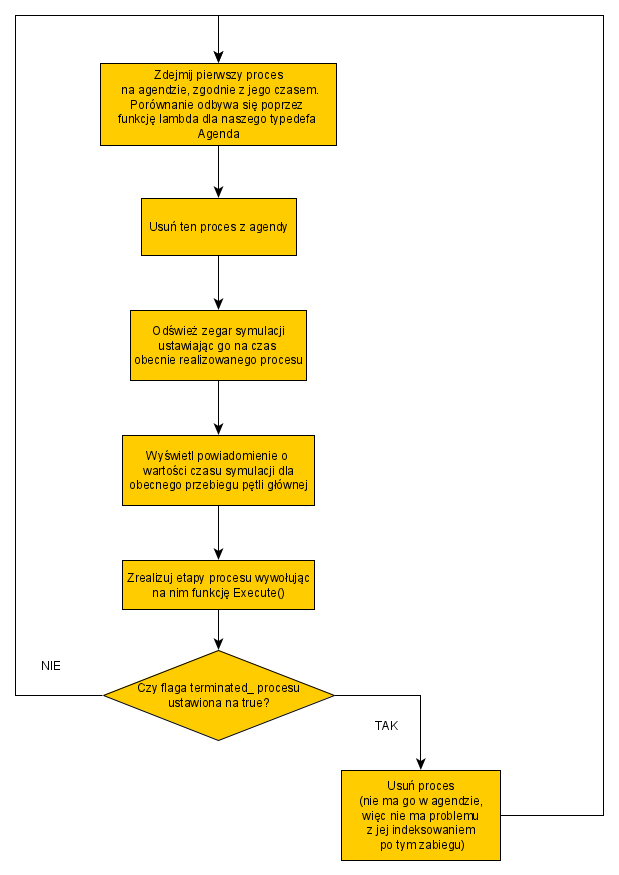 Zdejmij pierwszy proces
na agendzie, zgodnie z jego czasem.
Porównanie odbywa się poprzez
funkcję lambda dla naszego typedefa
Agenda
Usuń ten proces z agendy
Odśwież zegar symulacji
ustawiając go na czas
obecnie realizowanego procesu
Wyświetl powiadomienie o
wartości czasu symulacji dla
obecnego przebiegu pętli głównej
Zrealizuj etapy procesu wywołując
na nim funkcję Execute()
NIE
Czy flaga terminated_ procesu
ustawiona na true?
TAK
Usuń proces
(nie ma go w agendzie,
więc nie ma problemu
z jej indeksowaniem
po tym zabiegu)